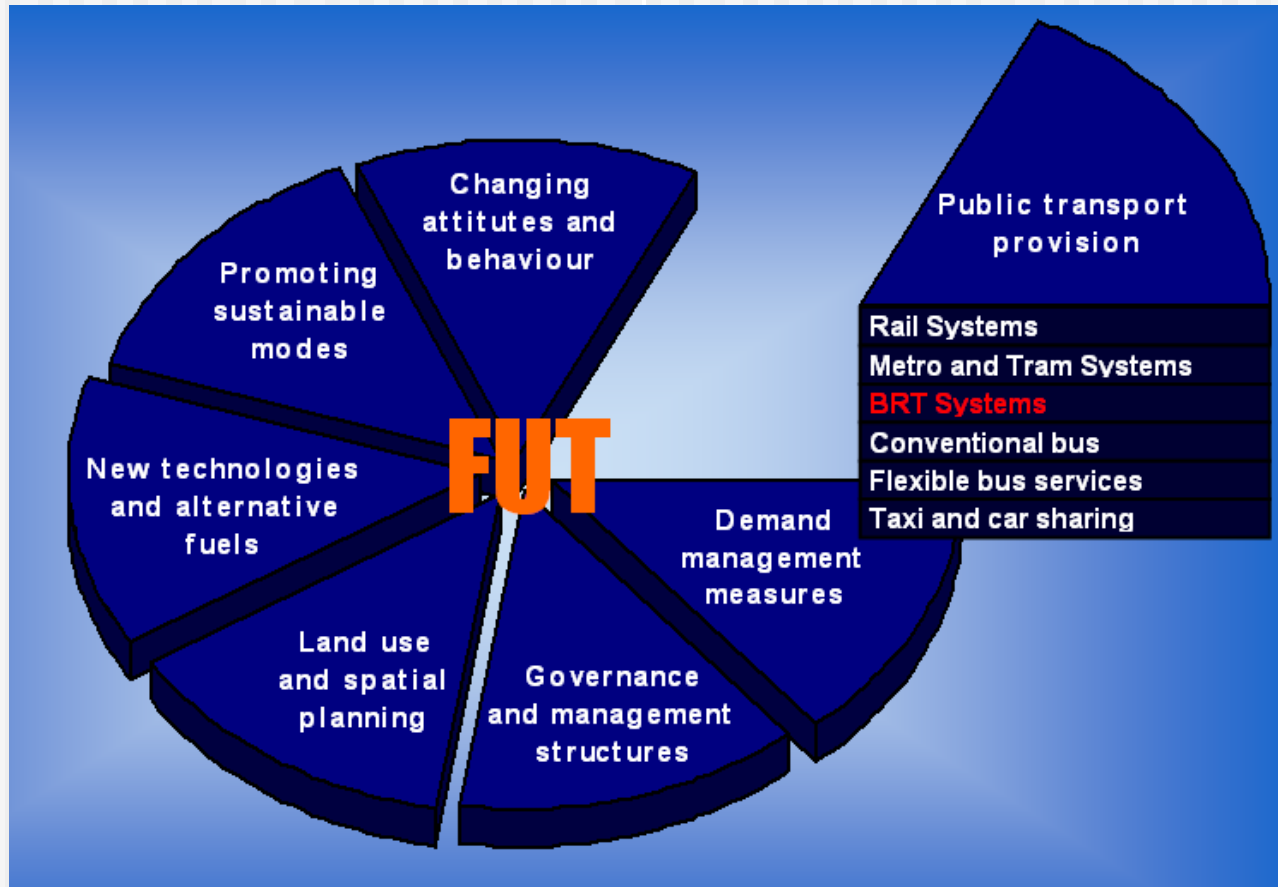 Changing
attitutes and
behaviour
Public transport
provision
Promoting
sustainable
modes
Rail Systems
Metro and Tram Systems
BRT Systems
Conventional bus
Flexible bus services
Taxi and car sharing
FUT
New technologies
and alternative
fuels
Demand
management
measures
Land use
and spatial
planning
Governance
and management
structures